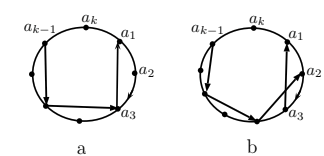 a_k a_k
a_{k-1} a_1 a_{k-1} a_1
a_2 a_2
a_3 a_3
a b